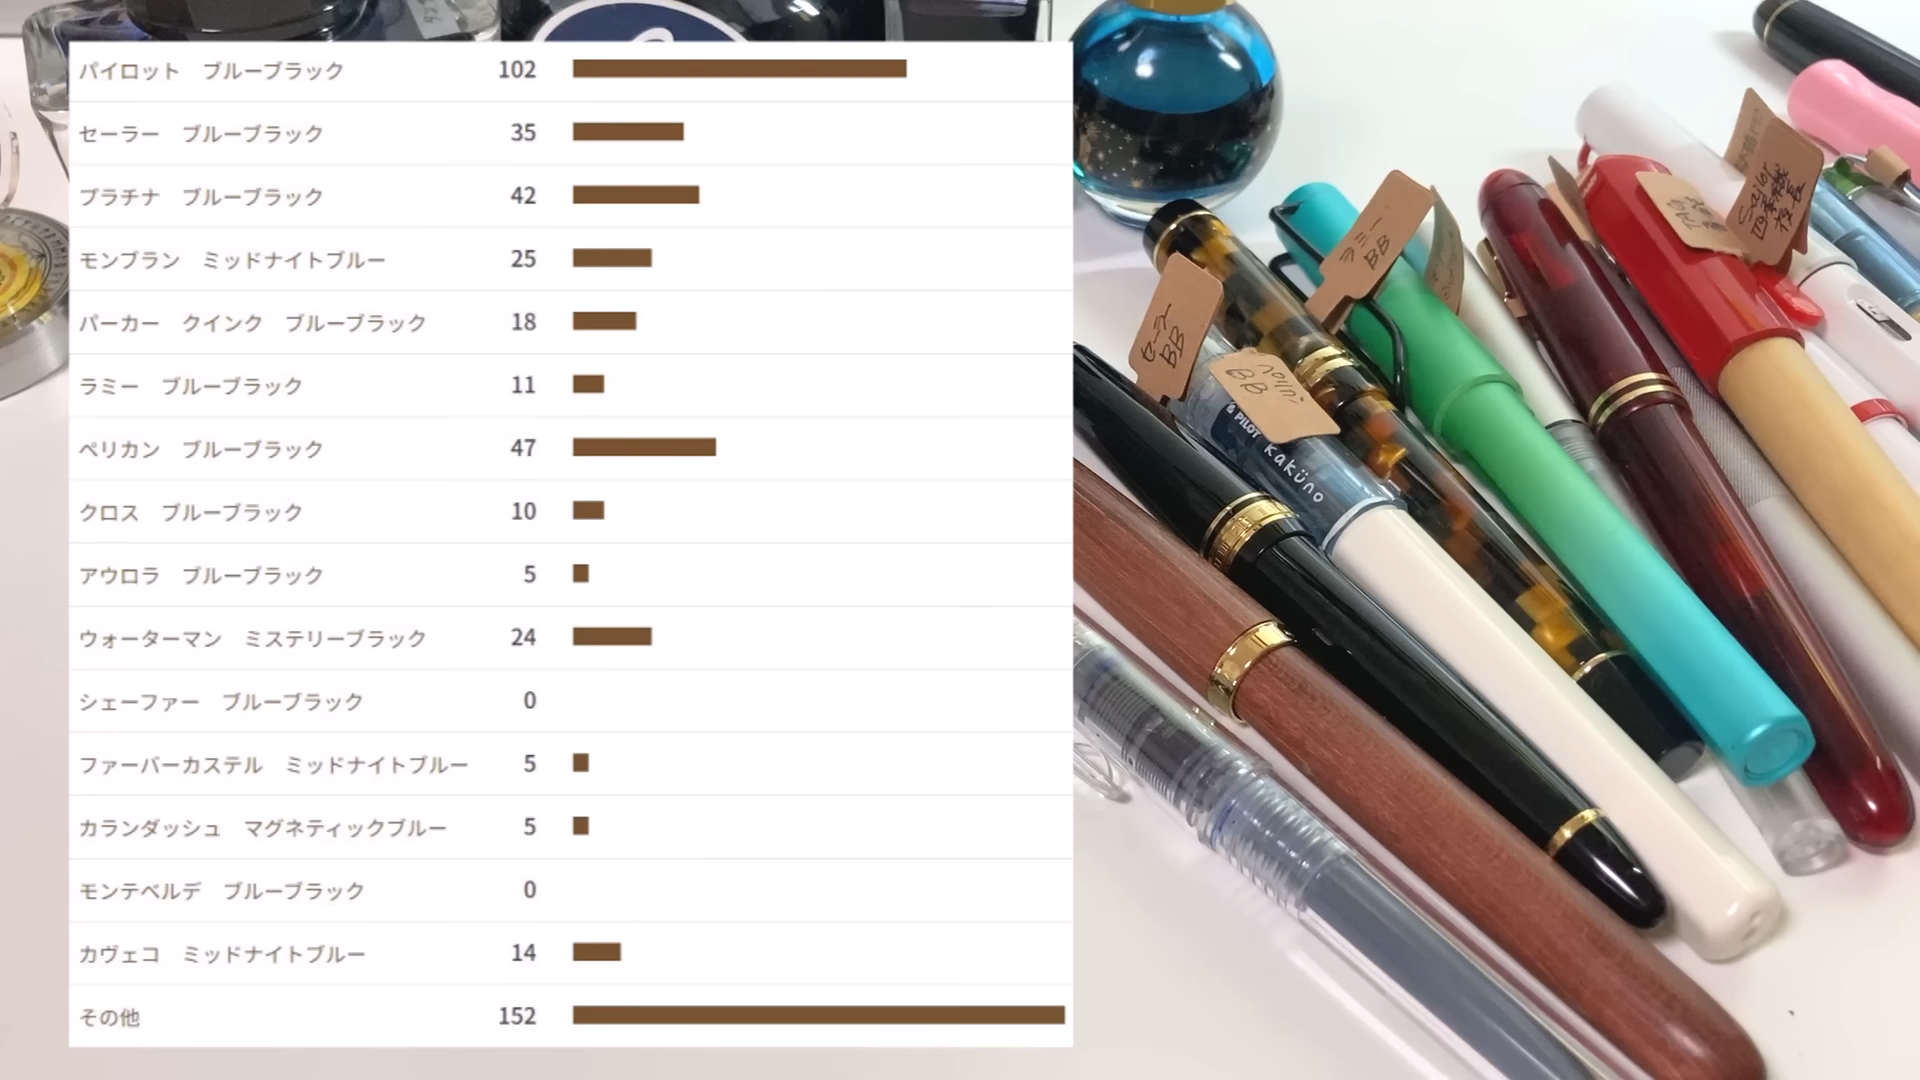 パイロット　ブルーブラック 102
セーラー　ブルーブラック 35
プラチナ　ブルーブラック 42
モンブラン　ミッドナイトブルー 25
パーカー　クインク　ブルーブラック 18
ラミー　ブルーブラック 11
ペリカン　ブルーブラック 47
クロス　ブルーブラック 10
アウロラ　ブルーブラック 5
ウォーターマン　ミステリーブラック 24
シェーファー　ブルーブラック 0
ファーバーカステル　ミッドナイトブルー 5
カランダッシュ　マグネティックブルー 5
モンテベルデ　ブルーブラック 0
カヴェコ　ミッドナイトブルー 14
その他 152
セーラー
BB
ペリカン
BB
ラミー
BB
& PILOT
kaküno
Sailor